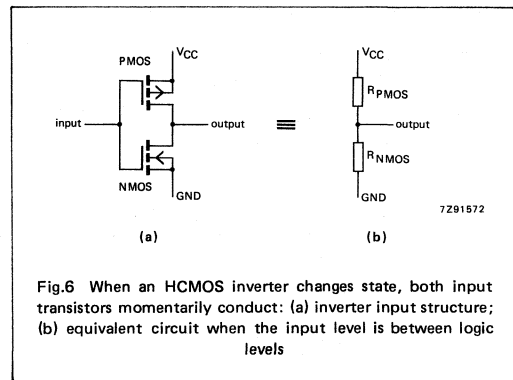 VCC
PMOS
input
output
NMOS
GND
(a)
≡
VCC
RPMOS
output
RNMOS
GND
7Z91572
(b)
Fig.6 When an HCMOS inverter changes state, both input
transistors momentarily conduct: (a) inverter input structure;
(b) equivalent circuit when the input level is between logic
levels